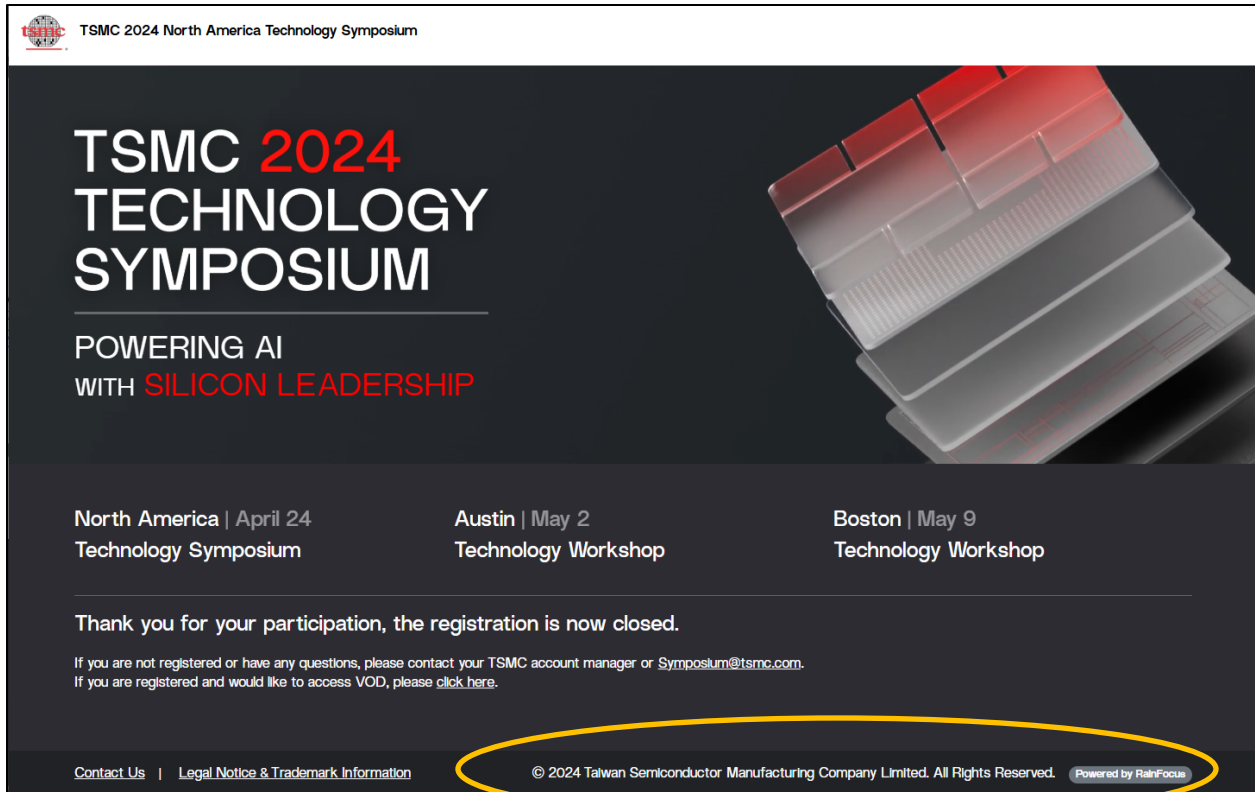 tsmc
TSMC 2024 North America Technology Symposium
TSMC 2024
TECHNOLOGY
SYMPOSIUM
POWERING AI
WITH SILICON LEADERSHIP
North America | April 24
Technology Symposium
Austin | May 2
Technology Workshop
Boston | May 9
Technology Workshop
Thank you for your participation, the registration is now closed.
If you are not registered or have any questions, please contact your TSMC account manager or Symposium@tsmc.com.
If you are registered and would like to access VOD, please click here.
Contact Us | Legal Notice & Trademark Information
© 2024 Taiwan Semiconductor Manufacturing Company Limited. All Rights Reserved.
Powered by RainFocus